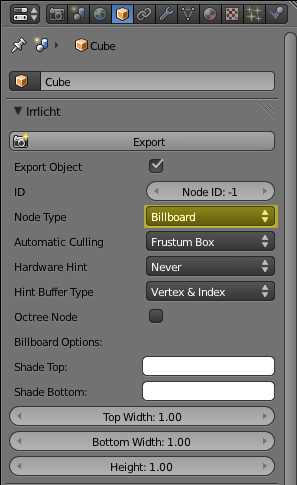 Cube
Cube
Irrlicht
Export
Export Object
ID Node ID: -1
Node Type Billboard
Automatic Culling Frustum Box
Hardware Hint Never
Hint Buffer Type Vertex & Index
Octree Node
Billboard Options:
Shade Top:
Shade Bottom:
Top Width: 1.00
Bottom Width: 1.00
Height: 1.00